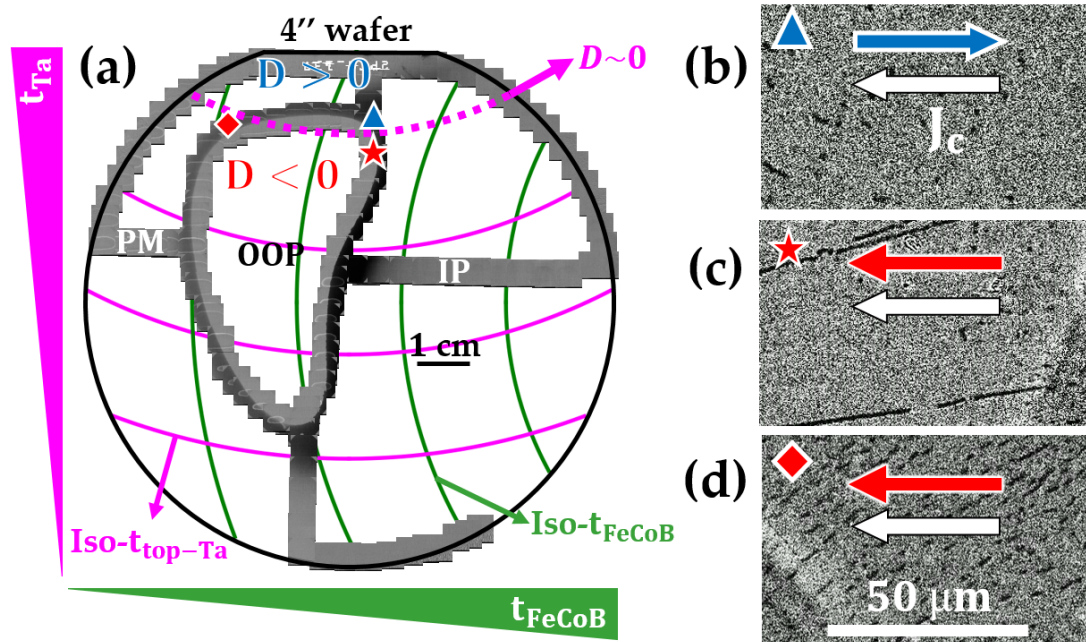 4″ wafer
(a)
D > 0
D~0
t_Ta
D < 0
PM
OOP
IP
1 cm
Iso-t_top−Ta
Iso-t_FeCoB
t_FeCoB
(b)
J_c
(c)
(d)
50 μm